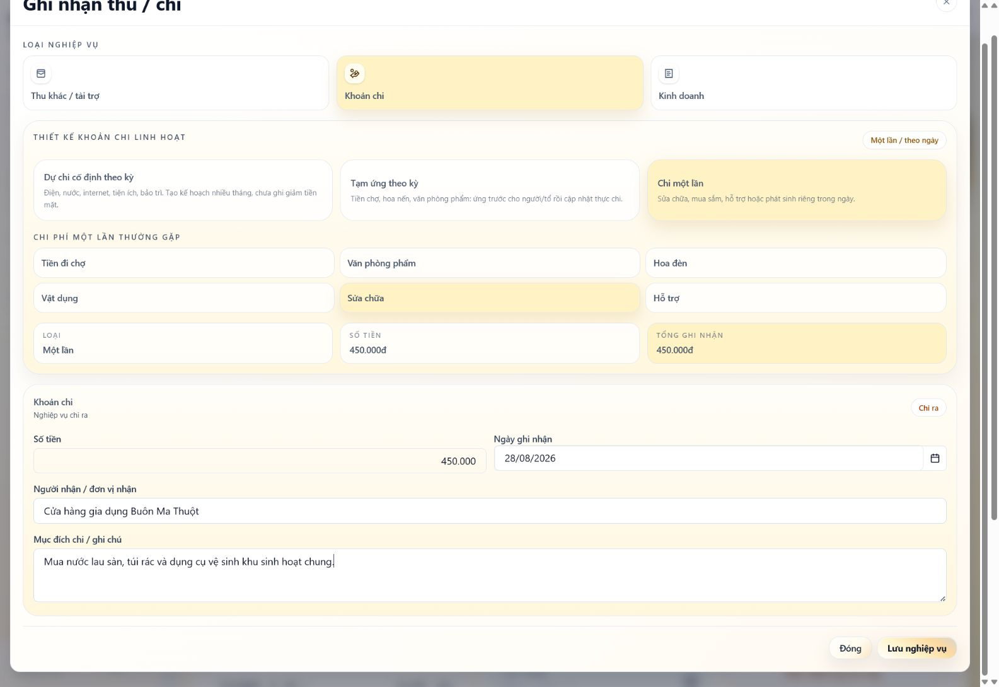 Ghi nhận thu / chi
LOẠI NGHIỆP VỤ
Thu khác / tài trợ
Khoản chi
Kinh doanh
THIẾT KẾ KHOẢN CHI LINH HOẠT
Một lần / theo ngày
Dự chi cố định theo kỳ
Điện, nước, internet, tiện ích, bảo trì. Tạo kế hoạch nhiều tháng, chưa ghi giảm tiền
mặt.
Tạm ứng theo kỳ
Tiền chợ, hoa nến, văn phòng phẩm: ứng trước cho người/tổ rồi cập nhật thực chi.
Chi một lần
Sửa chữa, mua sắm, hỗ trợ hoặc phát sinh riêng trong ngày.
CHI PHÍ MỘT LẦN THƯỜNG GẶP
Tiền đi chợ
Văn phòng phẩm
Hoa đèn
Vật dụng
Sửa chữa
Hỗ trợ
LOẠI
Một lần
SỐ TIỀN
450.000đ
TỔNG GHI NHẬN
450.000đ
Khoản chi
Nghiệp vụ chi ra
Chi ra
Số tiền
450.000
Ngày ghi nhận
28/08/2026
Người nhận / đơn vị nhận
Cửa hàng gia dụng Buôn Ma Thuột
Mục đích chi / ghi chú
Mua nước lau sàn, túi rác và dụng cụ vệ sinh khu sinh hoạt chung.
Đóng
Lưu nghiệp vụ